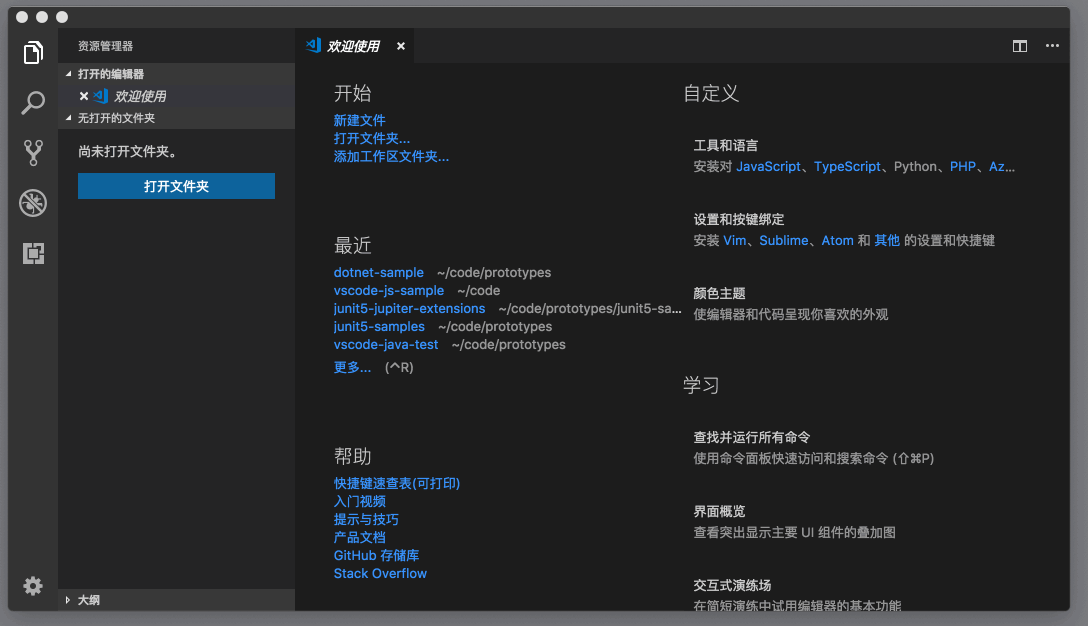 资源管理器
打开的编辑器
欢迎使用
无打开的文件夹
尚未打开文件夹。
打开文件夹
大纲
欢迎使用
开始
新建文件
打开文件夹...
添加工作区文件夹...
最近
dotnet-sample ~/code/prototypes
vscode-js-sample ~/code
junit5-jupiter-extensions ~/code/prototypes/junit5-sa...
junit5-samples ~/code/prototypes
vscode-java-test ~/code/prototypes
更多... (^R)
帮助
快捷键速查表(可打印)
入门视频
提示与技巧
产品文档
GitHub 存储库
Stack Overflow
自定义
工具和语言
安装对 JavaScript、TypeScript、Python、PHP、Az...
设置和按键绑定
安装 Vim、Sublime、Atom 和 其他 的设置和快捷键
颜色主题
使编辑器和代码呈现你喜欢的外观
学习
查找并运行所有命令
使用命令面板快速访问和搜索命令 (⇧⌘P)
界面概览
查看突出显示主要 UI 组件的叠加图
交互式演练场
在简短演练中试用编辑器的基本功能